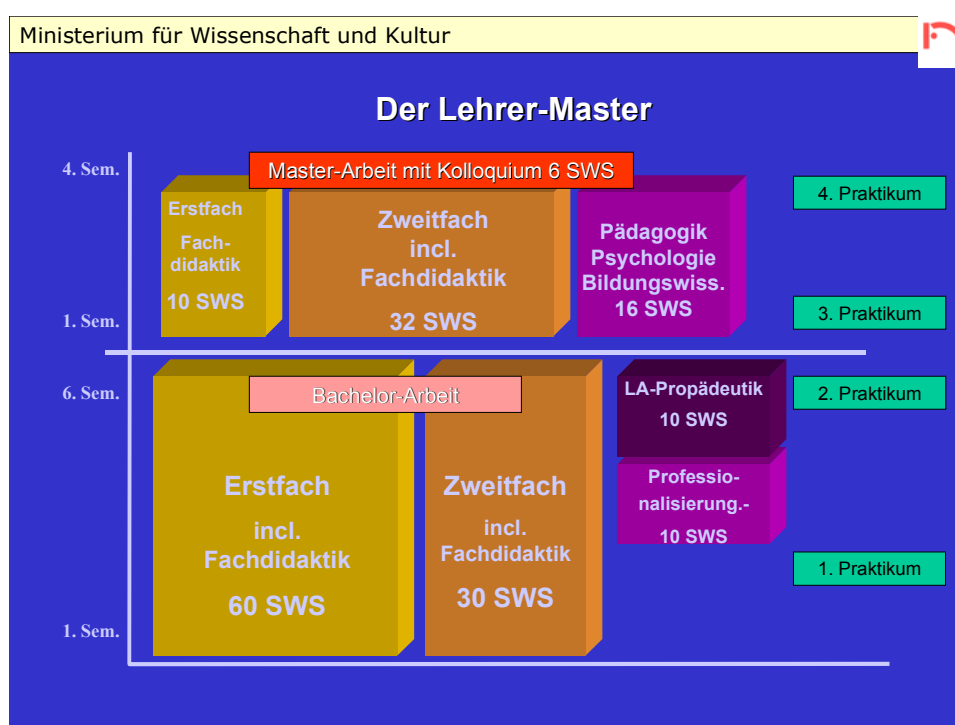 Ministerium für Wissenschaft und Kultur
Der Lehrer-Master
4. Sem.
Master-Arbeit mit Kolloquium 6 SWS
4. Praktikum
Erstfach
Fach-
didaktik
10 SWS
Zweitfach
incl.
Fachdidaktik
32 SWS
Pädagogik
Psychologie
Bildungswiss.
16 SWS
1. Sem.
3. Praktikum
6. Sem.
Bachelor-Arbeit
LA-Propädeutik
10 SWS
2. Praktikum
Erstfach
incl.
Fachdidaktik
60 SWS
Zweitfach
incl.
Fachdidaktik
30 SWS
Professio-
nalisierung.-
10 SWS
1. Praktikum
1. Sem.